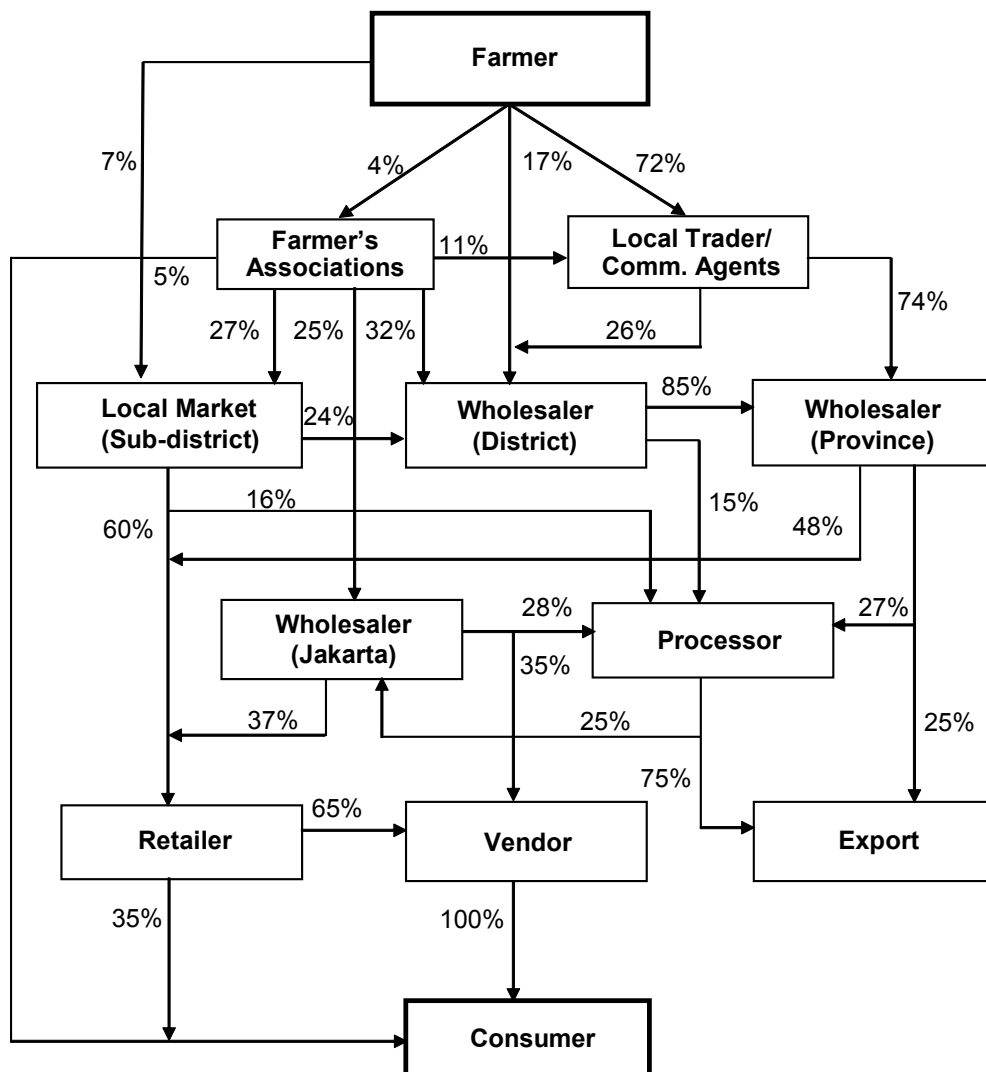 Farmer
7%
4%
17%
72%
Farmer's
Associations
11%
Local Trader/
Comm. Agents
5%
27%
25%
32%
26%
74%
Local Market
(Sub-district)
24%
Wholesaler
(District)
85%
Wholesaler
(Province)
60%
16%
15%
48%
Wholesaler
(Jakarta)
28%
35%
Processor
27%
37%
25%
75%
25%
Retailer
65%
Vendor
Export
35%
100%
Consumer